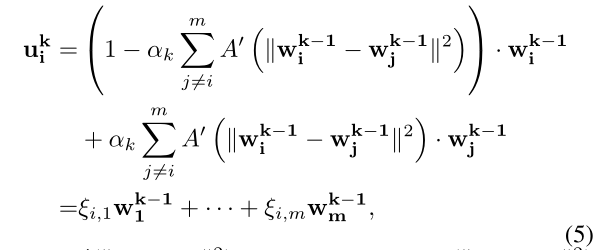 u_i^k = (1 − α_k ∑_{j≠i}^m A′(‖w_i^{k−1} − w_j^{k−1}‖²)) · w_i^{k−1}
+ α_k ∑_{j≠i}^m A′(‖w_i^{k−1} − w_j^{k−1}‖²) · w_j^{k−1}
=ξ_{i,1}w_1^{k−1} + · · · + ξ_{i,m}w_m^{k−1},
(5)